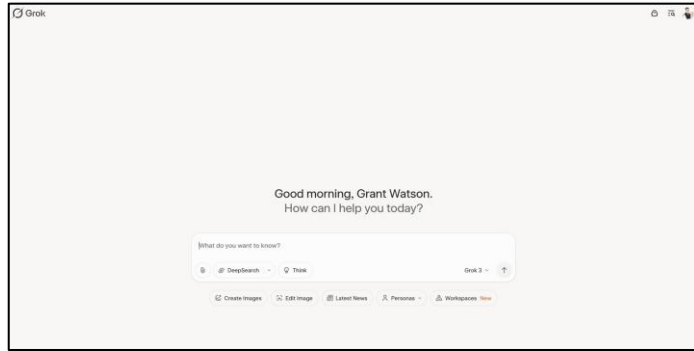 Grok
Good morning, Grant Watson.
How can I help you today?
What do you want to know?
DeepSearch Think Grok 3
Create Images Edit Image Latest News Personas Workspaces New